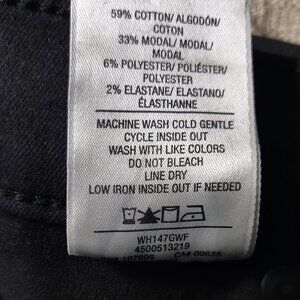 59% COTTON/ ALGODÓN/
COTON
33% MODAL/ MODAL/
MODAL
6% POLYESTER/ POLIÉSTER/
POLYESTER
2% ELASTANE/ ELASTANO/
ÉLASTHANNE
MACHINE WASH COLD GENTLE
CYCLE INSIDE OUT
WASH WITH LIKE COLORS
DO NOT BLEACH
LINE DRY
LOW IRON INSIDE OUT IF NEEDED
WH147GWF
4500513219
CA# 00635